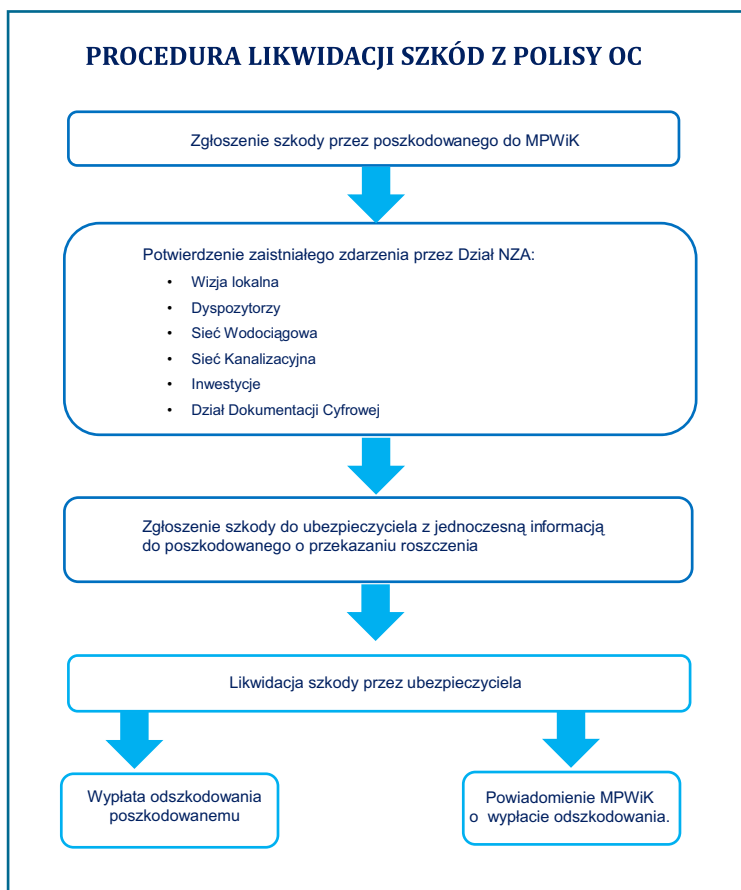 PROCEDURA LIKWIDACJI SZKÓD Z POLISY OC
Zgłoszenie szkody przez poszkodowanego do MPWiK
Potwierdzenie zaistniałego zdarzenia przez Dział NZA:
• Wizja lokalna
• Dyspozytorzy
• Sieć Wodociągowa
• Sieć Kanalizacyjna
• Inwestycje
• Dział Dokumentacji Cyfrowej
Zgłoszenie szkody do ubezpieczyciela z jednoczesną informacją
do poszkodowanego o przekazaniu roszczenia
Likwidacja szkody przez ubezpieczyciela
Wypłata odszkodowania
poszkodowanemu
Powiadomienie MPWiK
o wypłacie odszkodowania.